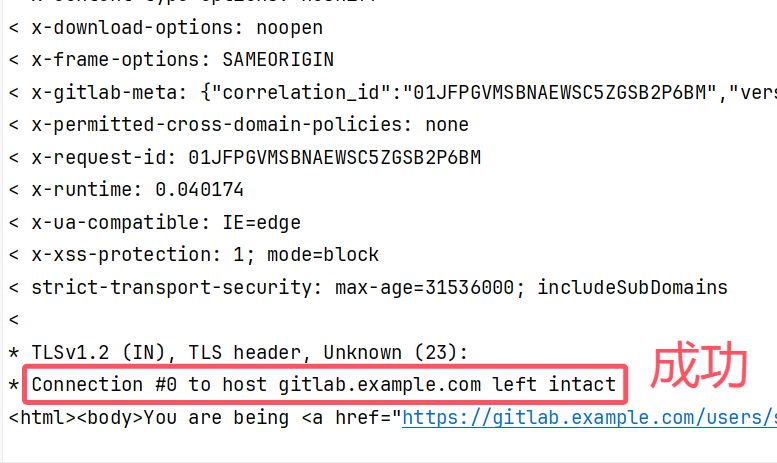 < x-download-options: noopen
< x-frame-options: SAMEORIGIN
< x-gitlab-meta: {"correlation_id":"01JFPGVMSBNAEWSC5ZGSB2P6BM","vers
< x-permitted-cross-domain-policies: none
< x-request-id: 01JFPGVMSBNAEWSC5ZGSB2P6BM
< x-runtime: 0.040174
< x-ua-compatible: IE=edge
< x-xss-protection: 1; mode=block
< strict-transport-security: max-age=31536000; includeSubDomains
<
* TLSv1.2 (IN), TLS header, Unknown (23):
* Connection #0 to host gitlab.example.com left intact
成功
<html><body>You are being <a href="https://gitlab.example.com/users/s